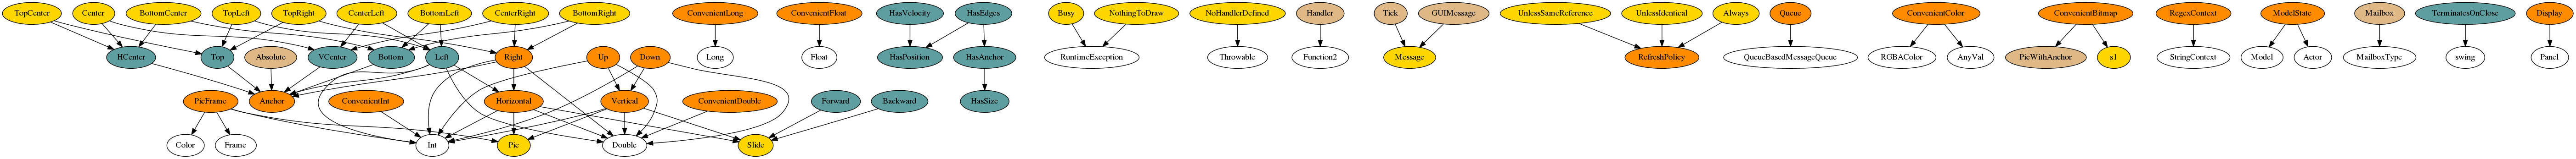 TopCenter Center BottomCenter TopLeft TopRight CenterLeft BottomLeft CenterRight BottomRight ConvenientLong ConvenientFloat HasVelocity HasEdges Busy NothingToDraw NoHandlerDefined Handler Tick GUIMessage UnlessSameReference UnlessIdentical Always Queue ConvenientColor ConvenientBitmap RegexContext ModelState Mailbox TerminatesOnClose Display
HCenter Top Absolute VCenter Bottom Left Right Up Down Long Float HasPosition HasAnchor RuntimeException Throwable Function2 Message RefreshPolicy QueueBasedMessageQueue RGBAColor AnyVal PicWithAnchor s1 StringContext Model Actor MailboxType swing Panel
PicFrame Anchor ConvenientInt Horizontal Vertical ConvenientDouble Forward Backward HasSize
Color Frame Int Pic Double Slide